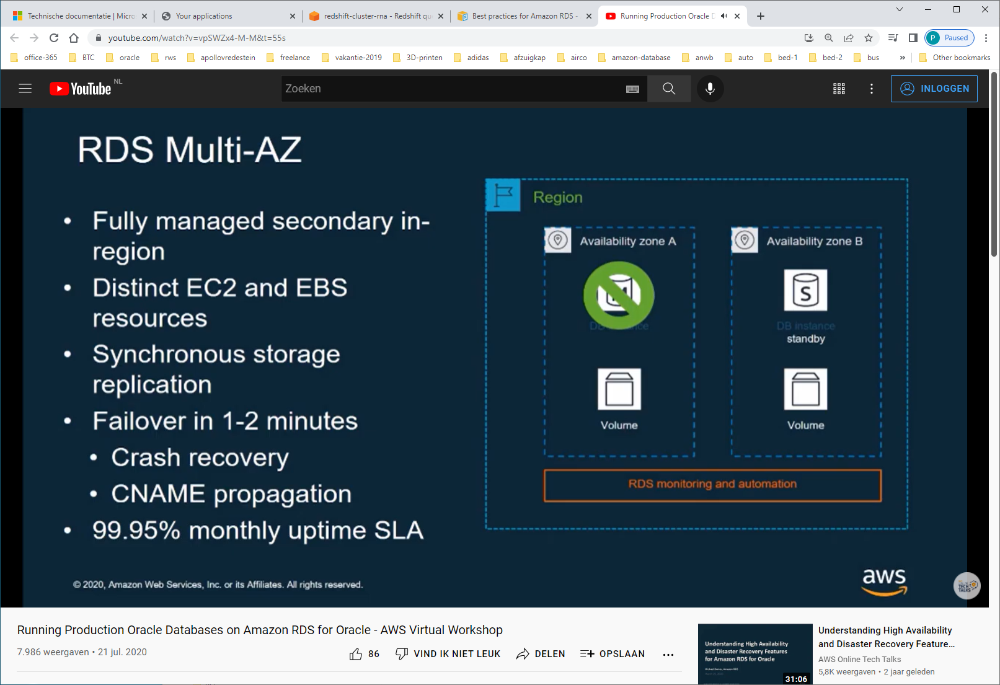 Technische documentatie | Micro
Your applications
redshift-cluster-rna - Redshift qu
Best practices for Amazon RDS -
Running Production Oracle D
youtube.com/watch?v=vpSWZx4-M-M&t=55s
P Paused
office-365 BTC oracle rws apollovredestein freelance vakantie-2019 3D-printen adidas afzuigkap airco amazon-database anwb auto bed-1 bed-2 bus » Other bookmarks
YouTube NL
Zoeken
INLOGGEN
RDS Multi-AZ
• Fully managed secondary in-
region
• Distinct EC2 and EBS
resources
• Synchronous storage
replication
• Failover in 1-2 minutes
• Crash recovery
• CNAME propagation
• 99.95% monthly uptime SLA
Region
Availability zone A
Availability zone B
S
DB instance
standby
Volume
Volume
RDS monitoring and automation
© 2020, Amazon Web Services, Inc. or its Affiliates. All rights reserved.
aws
TECH
TALKS
Running Production Oracle Databases on Amazon RDS for Oracle - AWS Virtual Workshop
7.986 weergaven • 21 jul. 2020
86 VIND IK NIET LEUK DELEN OPSLAAN
Understanding High Availability
and Disaster Recovery Features
for Amazon RDS for Oracle
31:06
Understanding High Availability
and Disaster Recovery Feature...
AWS Online Tech Talks
5,8K weergaven • 2 jaar geleden